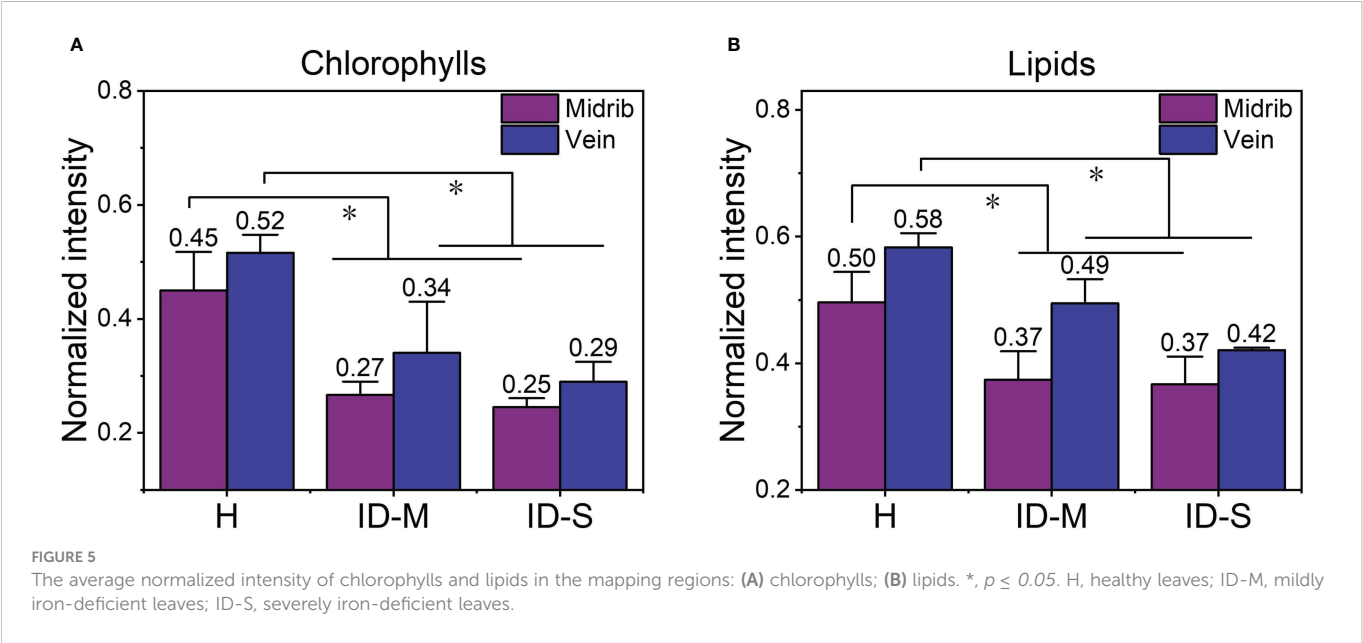 A
Chlorophylls
Normalized intensity
0.8
0.6
0.4
0.2
Midrib
Vein
*
*
0.45
0.52
0.27
0.34
0.25
0.29
H
ID-M
ID-S
B
Lipids
Normalized intensity
0.8
0.6
0.4
0.2
Midrib
Vein
*
*
0.50
0.58
0.37
0.49
0.37
0.42
H
ID-M
ID-S
FIGURE 5
The average normalized intensity of chlorophylls and lipids in the mapping regions: (A) chlorophylls; (B) lipids. *, p ≤ 0.05. H, healthy leaves; ID-M, mildly
iron-deficient leaves; ID-S, severely iron-deficient leaves.